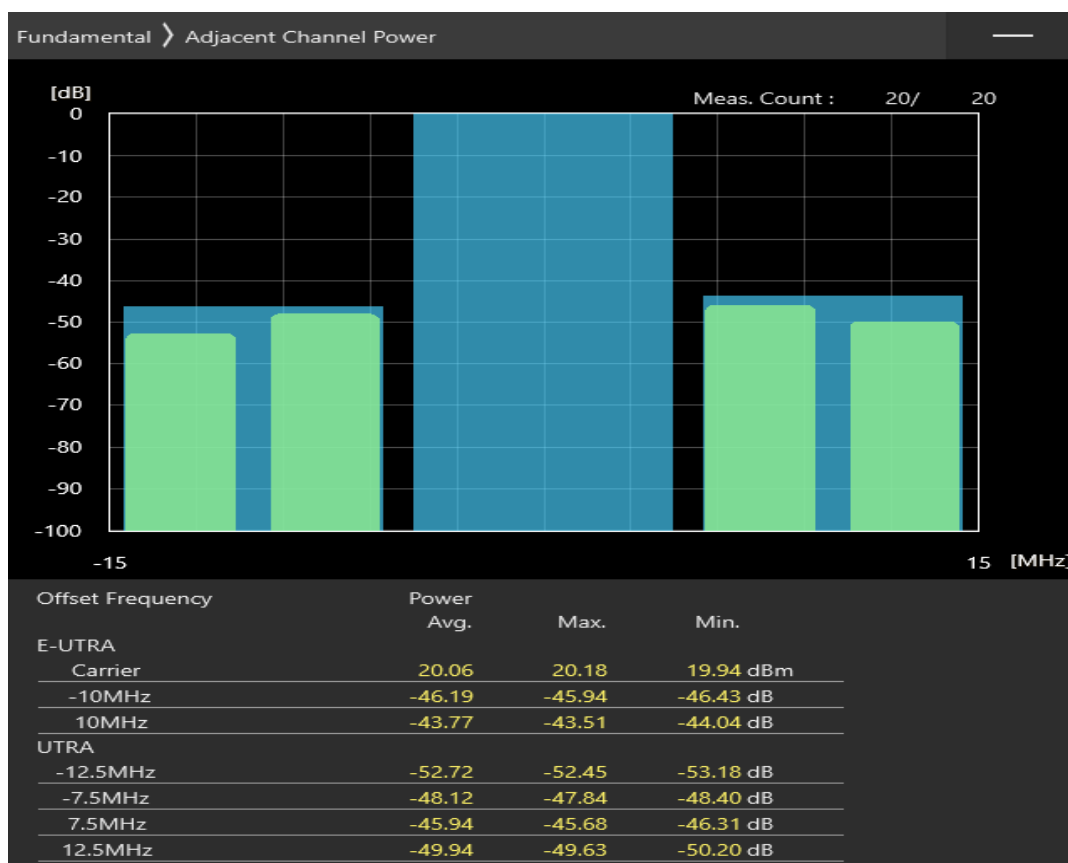 Fundamental 》 Adjacent Channel Power
[dB]
Meas. Count : 20/ 20
0
-10
-20
-30
-40
-50
-60
-70
-80
-90
-100
-15 15 [MHz]
Offset Frequency Power
Avg. Max. Min.
E-UTRA
Carrier 20.06 20.18 19.94 dBm
-10MHz -46.19 -45.94 -46.43 dB
10MHz -43.77 -43.51 -44.04 dB
UTRA
-12.5MHz -52.72 -52.45 -53.18 dB
-7.5MHz -48.12 -47.84 -48.40 dB
7.5MHz -45.94 -45.68 -46.31 dB
12.5MHz -49.94 -49.63 -50.20 dB